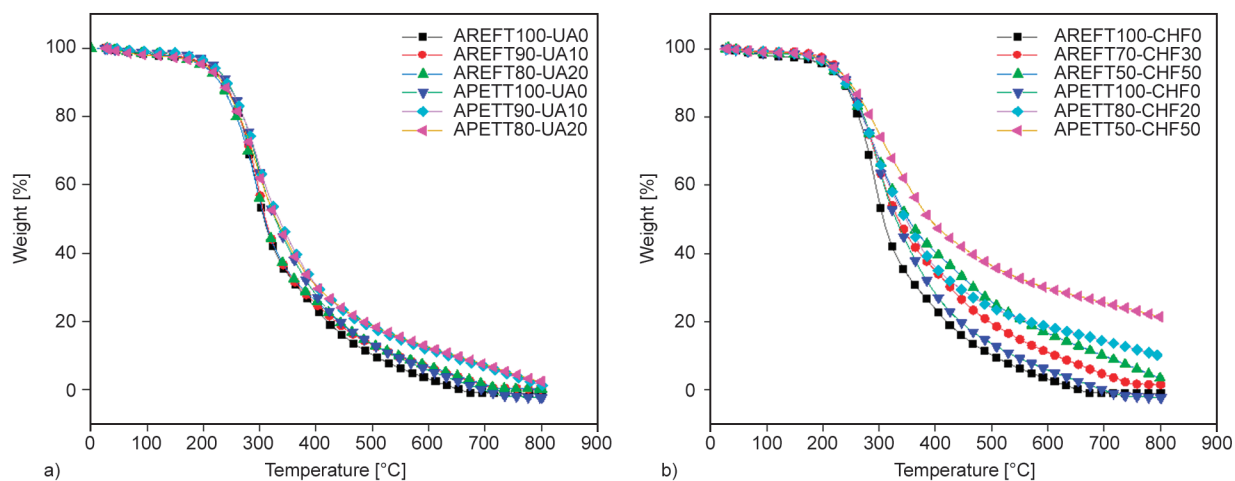 100
80
60
40
20
0
Weight [%]
AREFT100-UA0
AREFT90-UA10
AREFT80-UA20
APETT100-UA0
APETT90-UA10
APETT80-UA20
0 100 200 300 400 500 600 700 800 900
Temperature [°C]
a)
100
80
60
40
20
0
Weight [%]
AREFT100-CHF0
AREFT70-CHF30
AREFT50-CHF50
APETT100-CHF0
APETT80-CHF20
APETT50-CHF50
0 100 200 300 400 500 600 700 800 900
Temperature [°C]
b)